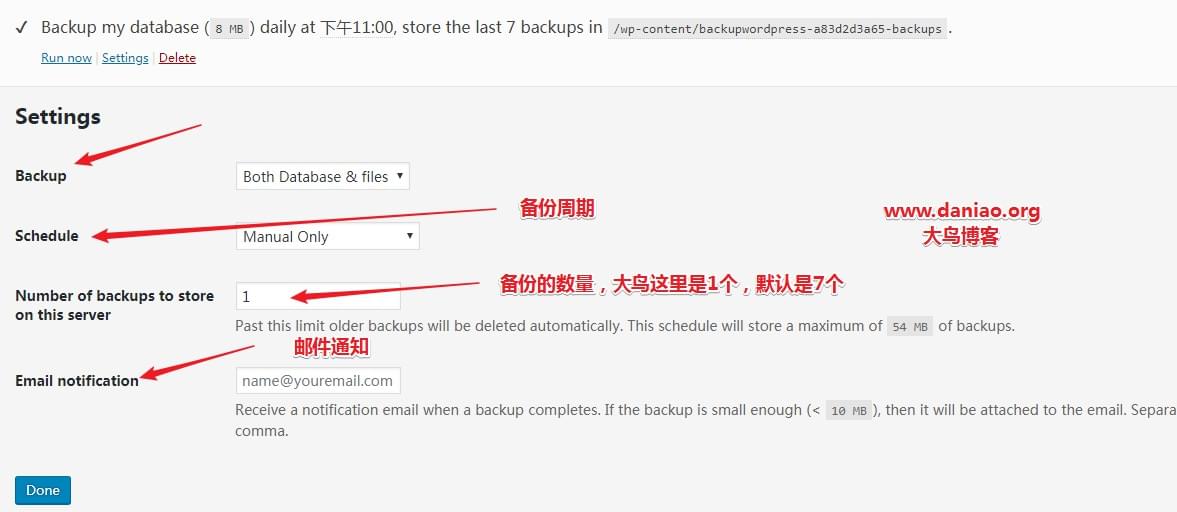 ✓ Backup my database ( 8 MB ) daily at 下午11:00, store the last 7 backups in /wp-content/backupwordpress-a83d2d3a65-backups .
Run now | Settings | Delete
Settings
Backup
Both Database & files
备份周期
www.daniao.org
大鸟博客
Schedule
Manual Only
Number of backups to store
on this server
1
备份的数量，大鸟这里是1个，默认是7个
Past this limit older backups will be deleted automatically. This schedule will store a maximum of 54 MB of backups.
邮件通知
Email notification
name@youremail.com
Receive a notification email when a backup completes. If the backup is small enough (< 10 MB ), then it will be attached to the email. Separa
comma.
Done